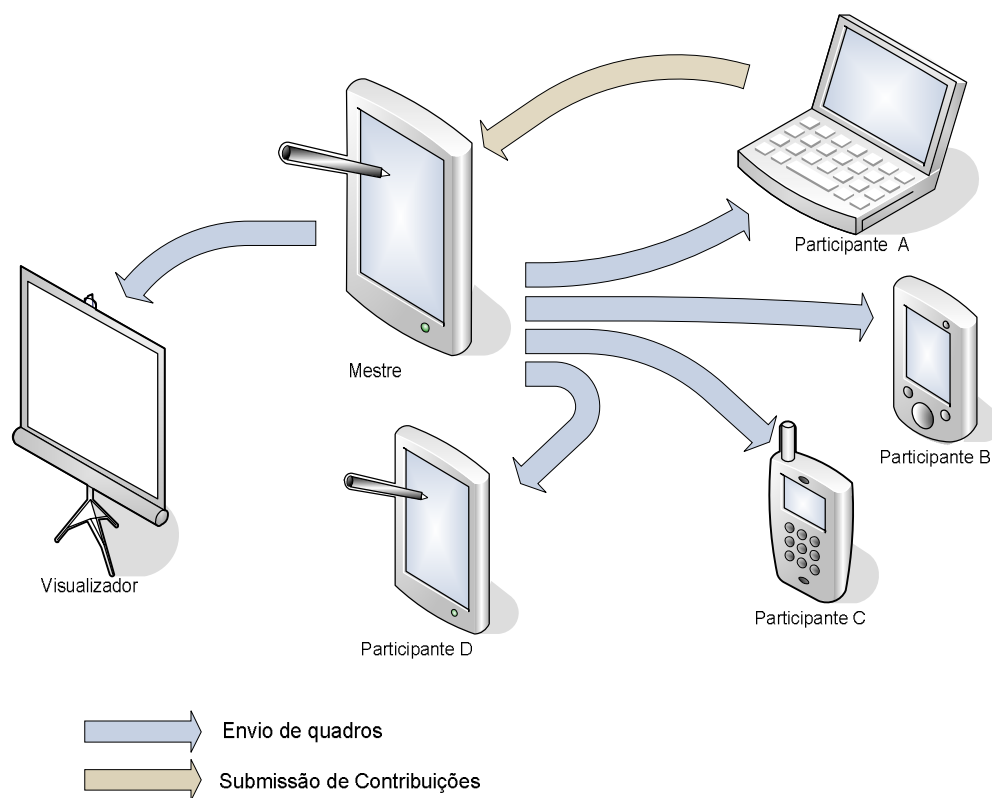 Participante A
Mestre
Participante B
Visualizador
Participante C
Participante D
Envio de quadros
Submissão de Contribuições